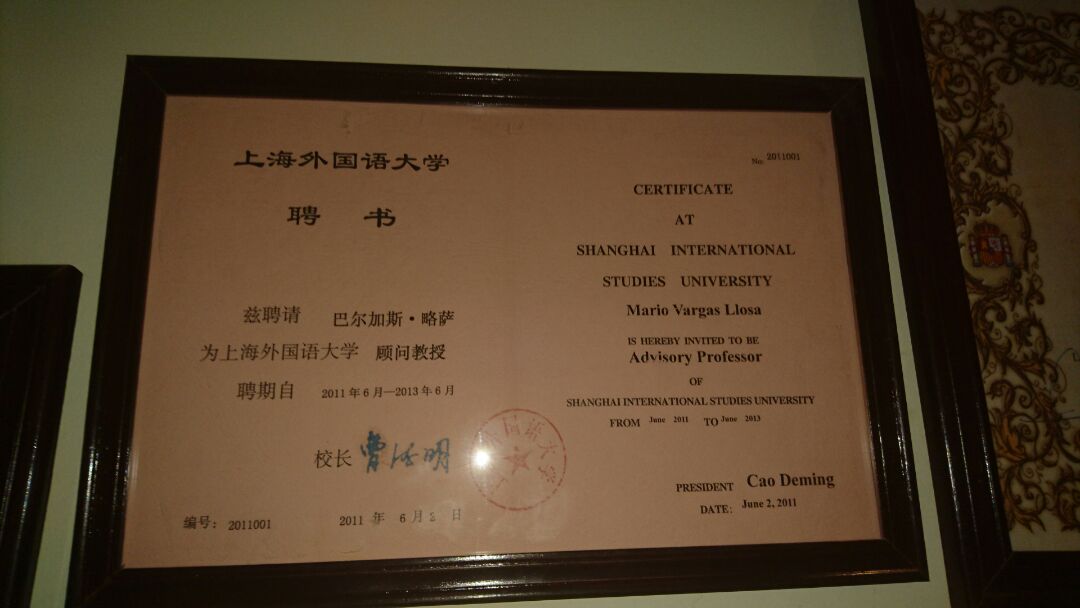 上海外国语大学
聘 书
兹聘请 巴尔加斯·略萨
为上海外国语大学 顾问教授
聘期自 2011年6月—2013年6月
校长 曹德明
编号: 2011001 2011 年 6月2日
No. 2011001
CERTIFICATE
AT
SHANGHAI INTERNATIONAL
STUDIES UNIVERSITY
Mario Vargas Llosa
IS HEREBY INVITED TO BE
Advisory Professor
OF
SHANGHAI INTERNATIONAL STUDIES UNIVERSITY
FROM June 2011 TO June 2013
PRESIDENT Cao Deming
DATE: June 2, 2011